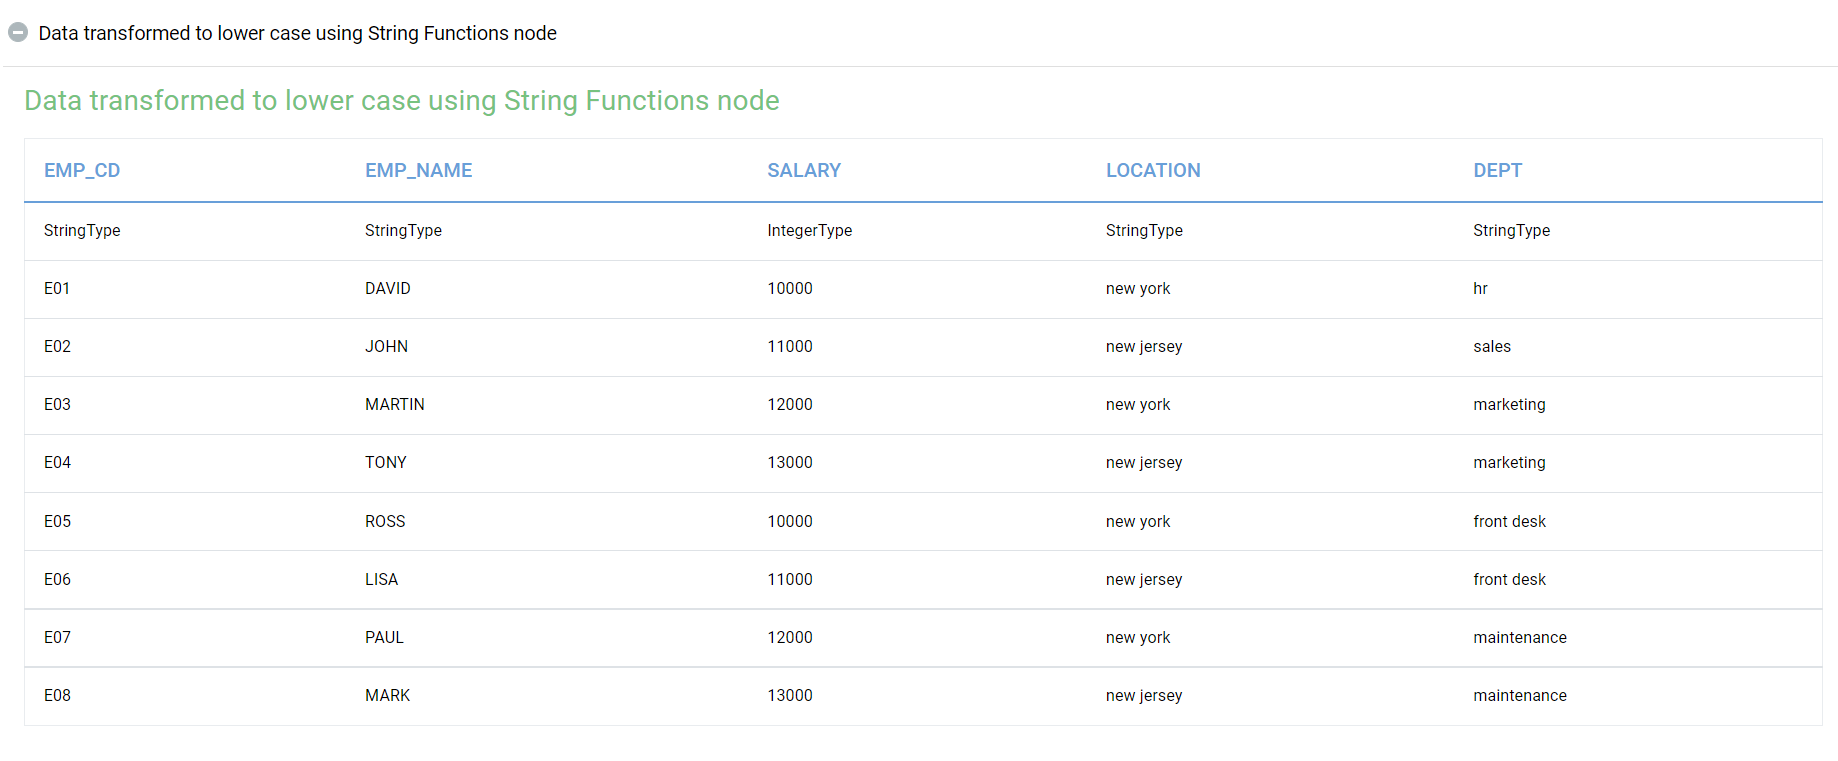 Data transformed to lower case using String Functions node
Data transformed to lower case using String Functions node
EMP_CD EMP_NAME SALARY LOCATION DEPT
StringType StringType IntegerType StringType StringType
E01 DAVID 10000 new york hr
E02 JOHN 11000 new jersey sales
E03 MARTIN 12000 new york marketing
E04 TONY 13000 new jersey marketing
E05 ROSS 10000 new york front desk
E06 LISA 11000 new jersey front desk
E07 PAUL 12000 new york maintenance
E08 MARK 13000 new jersey maintenance